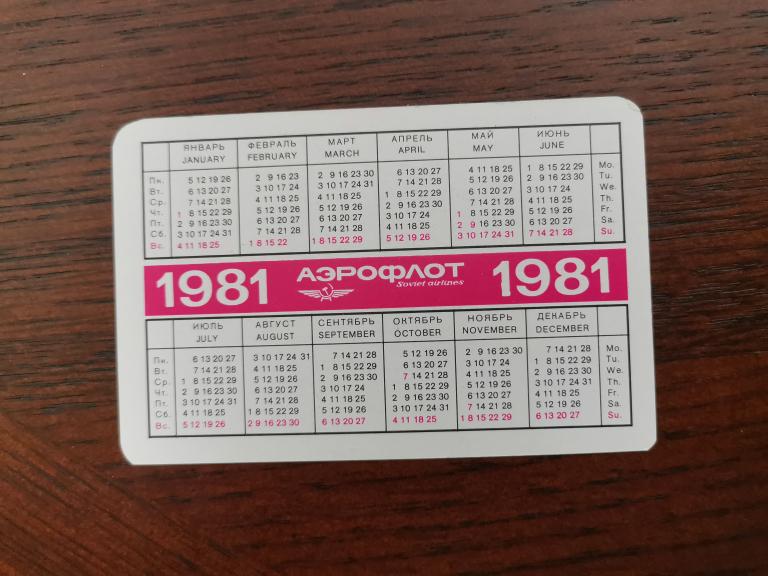 ЯНВАРЬ ФЕВРАЛЬ МАРТ АПРЕЛЬ МАЙ ИЮНЬ
JANUARY FEBRUARY MARCH APRIL MAY JUNE
Пн. 5 12 19 26 2 9 16 23 2 9 16 23 30 6 13 20 27 4 11 18 25 1 8 15 22 29 Mo.
Вт. 6 13 20 27 3 10 17 24 3 10 17 24 31 7 14 21 28 5 12 19 26 2 9 16 23 30 Tu.
Ср. 7 14 21 28 4 11 18 25 4 11 18 25 1 8 15 22 29 6 13 20 27 3 10 17 24 We.
Чт. 1 8 15 22 29 5 12 19 26 5 12 19 26 2 9 16 23 30 7 14 21 28 4 11 18 25 Th.
Пт. 2 9 16 23 30 6 13 20 27 6 13 20 27 3 10 17 24 1 8 15 22 29 5 12 19 26 Fr.
Сб. 3 10 17 24 31 7 14 21 28 7 14 21 28 4 11 18 25 2 9 16 23 30 6 13 20 27 Sa.
Вс. 4 11 18 25 1 8 15 22 1 8 15 22 29 5 12 19 26 3 10 17 24 31 7 14 21 28 Su.
1981 АЭРОФЛОТ 1981
Soviet airlines
ИЮЛЬ АВГУСТ СЕНТЯБРЬ ОКТЯБРЬ НОЯБРЬ ДЕКАБРЬ
JULY AUGUST SEPTEMBER OCTOBER NOVEMBER DECEMBER
Пн. 6 13 20 27 3 10 17 24 31 7 14 21 28 5 12 19 26 2 9 16 23 30 7 14 21 28 Mo.
Вт. 7 14 21 28 4 11 18 25 1 8 15 22 29 6 13 20 27 3 10 17 24 1 8 15 22 29 Tu.
Ср. 1 8 15 22 29 5 12 19 26 2 9 16 23 30 7 14 21 28 4 11 18 25 2 9 16 23 30 We.
Чт. 2 9 16 23 30 6 13 20 27 3 10 17 24 1 8 15 22 29 5 12 19 26 3 10 17 24 31 Th.
Пт. 3 10 17 24 31 7 14 21 28 4 11 18 25 2 9 16 23 30 6 13 20 27 4 11 18 25 Fr.
Сб. 4 11 18 25 1 8 15 22 29 5 12 19 26 3 10 17 24 31 7 14 21 28 5 12 19 26 Sa.
Вс. 5 12 19 26 2 9 16 23 30 6 13 20 27 4 11 18 25 1 8 15 22 29 6 13 20 27 Su.